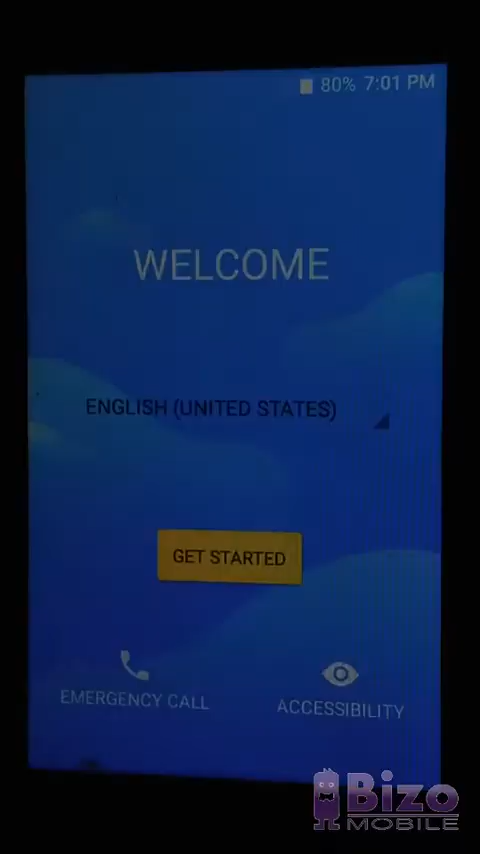 80% 7:01 PM
WELCOME
ENGLISH (UNITED STATES)
GET STARTED
EMERGENCY CALL
ACCESSIBILITY
Bizo
MOBILE